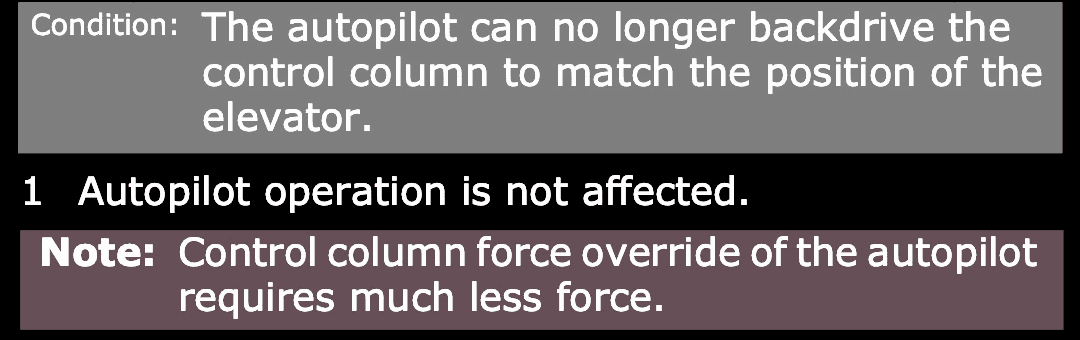 Condition: The autopilot can no longer backdrive the
control column to match the position of the
elevator.
1 Autopilot operation is not affected.
Note: Control column force override of the autopilot
requires much less force.